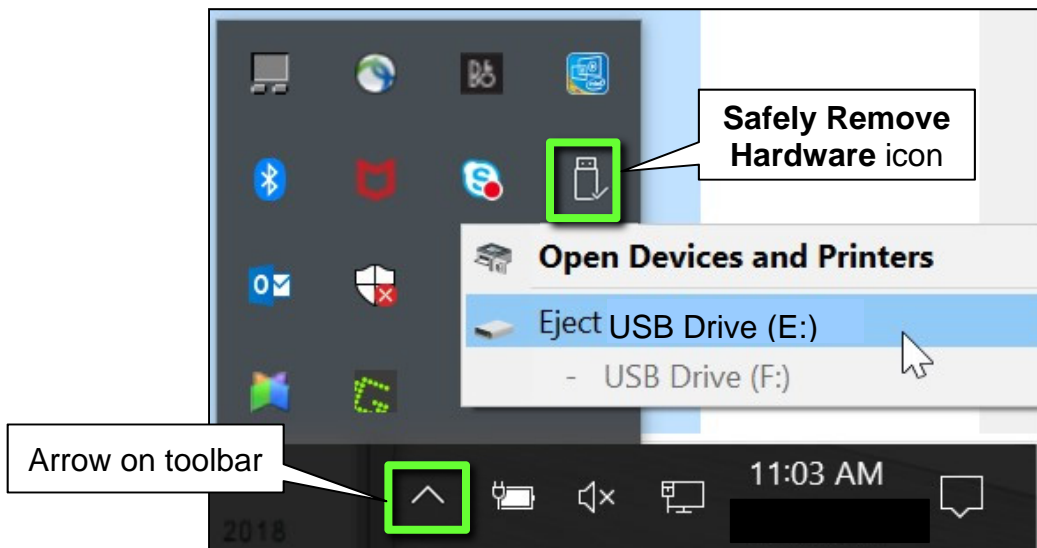 Safely Remove
Hardware icon
Open Devices and Printers
Eject USB Drive (E:)
- USB Drive (F:)
Arrow on toolbar
11:03 AM
2018